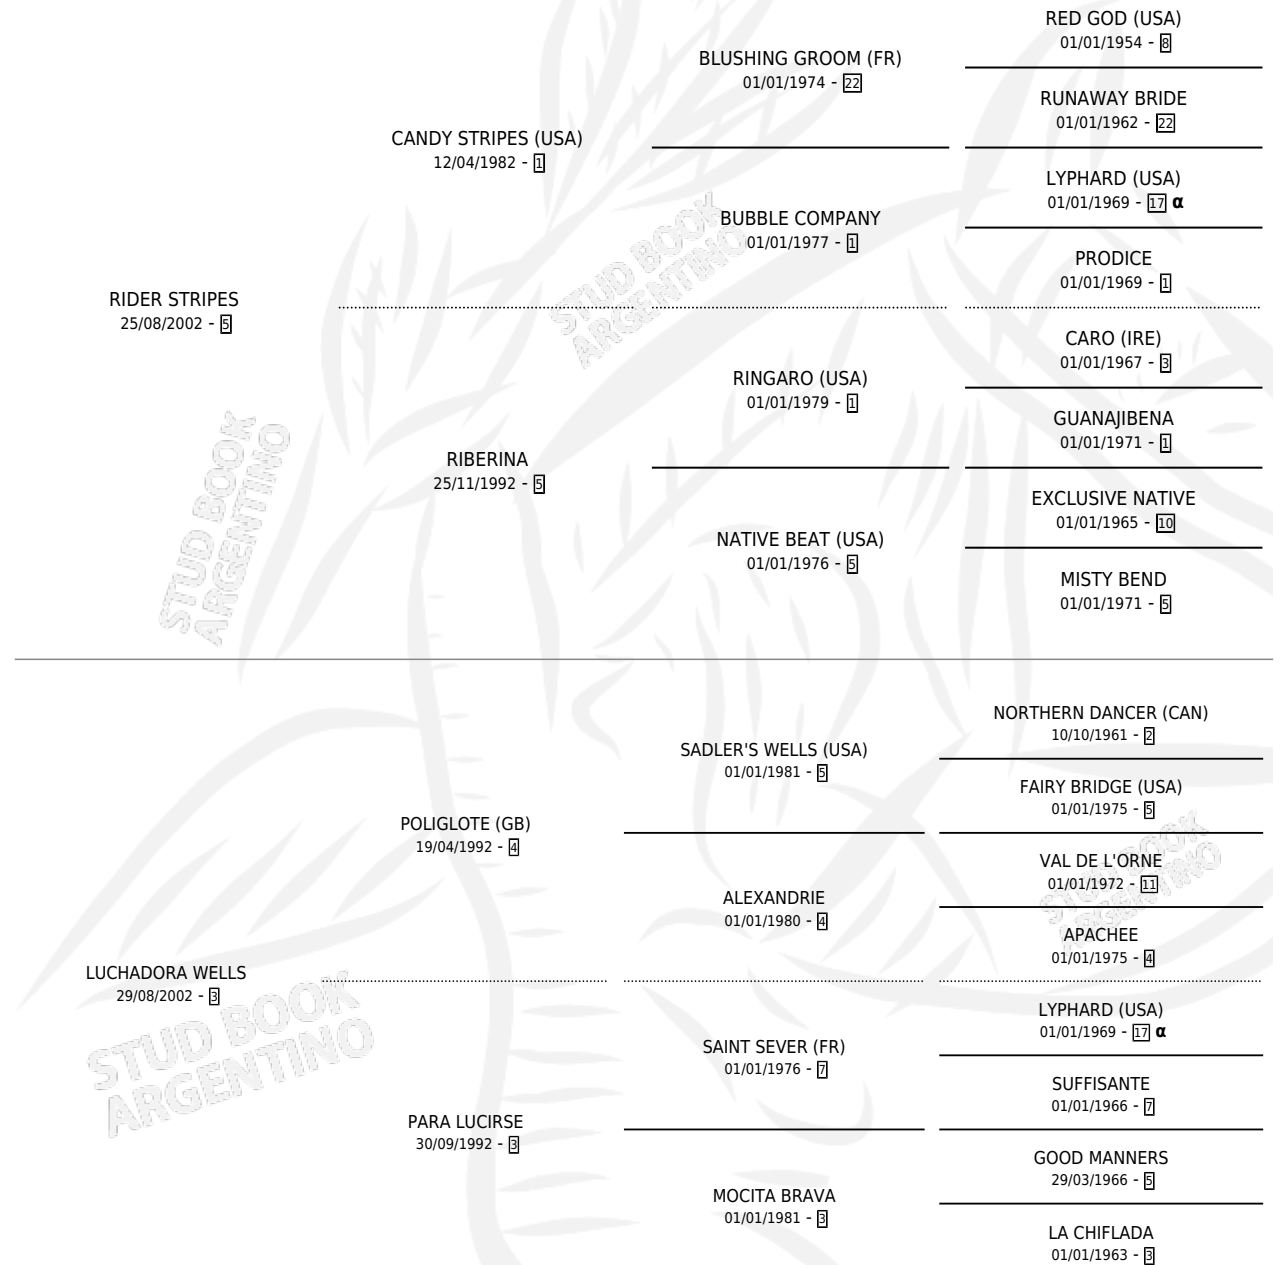 RED GOD (USA)
01/01/1954 - 8
BLUSHING GROOM (FR)
01/01/1974 - 22
RUNAWAY BRIDE
01/01/1962 - 22
CANDY STRIPES (USA)
12/04/1982 - 1
LYPHARD (USA)
01/01/1969 - 17 α
BUBBLE COMPANY
01/01/1977 - 1
PRODICE
01/01/1969 - 1
RIDER STRIPES
25/08/2002 - 5
CARO (IRE)
01/01/1967 - 3
RINGARO (USA)
01/01/1979 - 1
GUANAJIBENA
01/01/1971 - 1
RIBERINA
25/11/1992 - 5
EXCLUSIVE NATIVE
01/01/1965 - 10
NATIVE BEAT (USA)
01/01/1976 - 5
MISTY BEND
01/01/1971 - 5
NORTHERN DANCER (CAN)
10/10/1961 - 2
SADLER'S WELLS (USA)
01/01/1981 - 5
FAIRY BRIDGE (USA)
01/01/1975 - 5
POLIGLOTE (GB)
19/04/1992 - 4
VAL DE L'ORNE
01/01/1972 - 11
ALEXANDRIE
01/01/1980 - 4
APACHEE
01/01/1975 - 4
LUCHADORA WELLS
29/08/2002 - 3
LYPHARD (USA)
01/01/1969 - 17 α
SAINT SEVER (FR)
01/01/1976 - 7
SUFFISANTE
01/01/1966 - 7
PARA LUCIRSE
30/09/1992 - 3
GOOD MANNERS
29/03/1966 - 5
MOCITA BRAVA
01/01/1981 - 3
LA CHIFLADA
01/01/1963 - 3
STUD BOOK
ARGENTINO
STUD BOOK
ARGENTINO
STUD BOOK
ARGENTINO
STUD BOOK
ARGENTINO